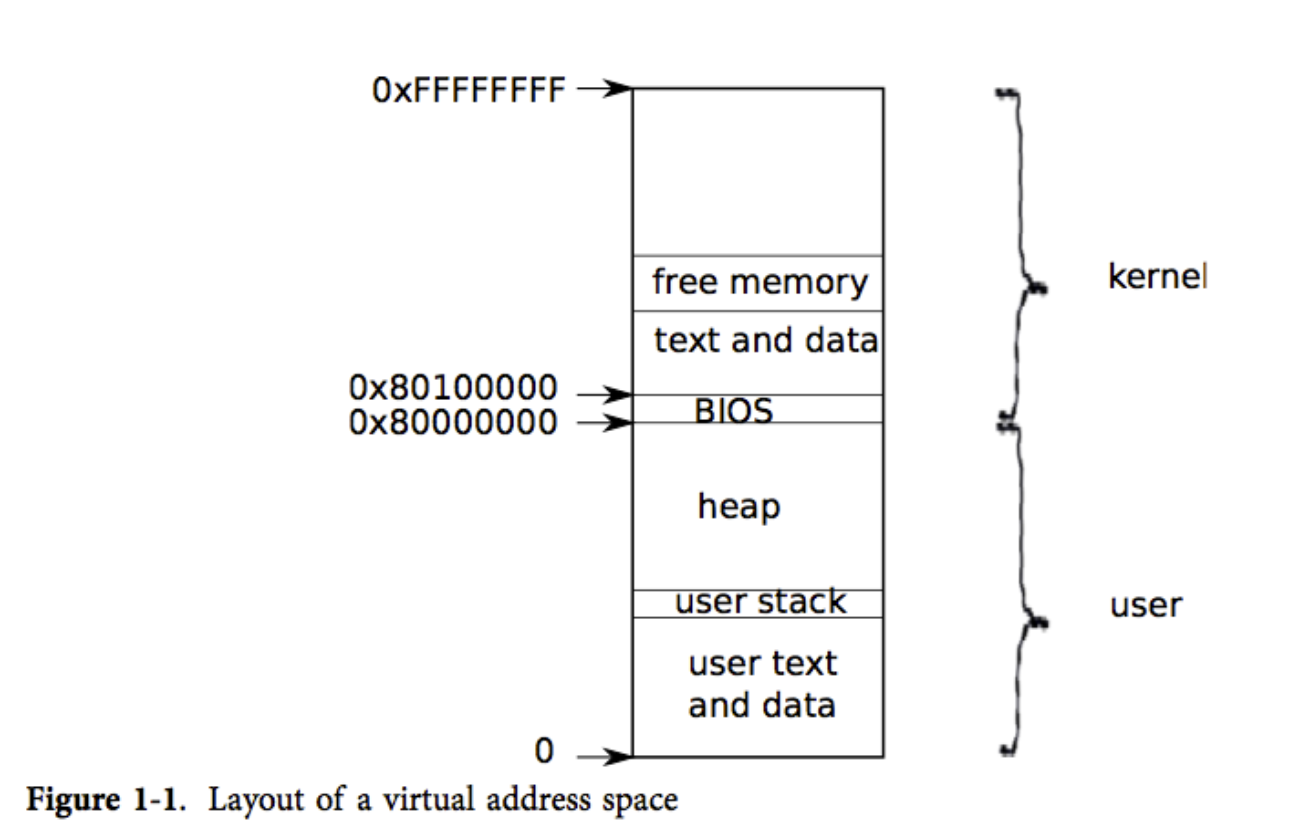 0xFFFFFFFF
free memory
text and data
kernel
0x80100000
BIOS
0x80000000
heap
user stack
user
user text
and data
0
Figure 1-1. Layout of a virtual address space